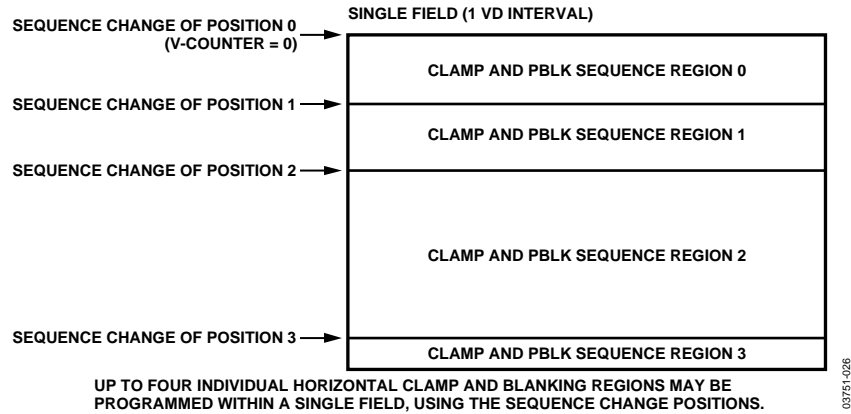 SINGLE FIELD (1 VD INTERVAL)
SEQUENCE CHANGE OF POSITION 0
(V-COUNTER = 0)
CLAMP AND PBLK SEQUENCE REGION 0
SEQUENCE CHANGE OF POSITION 1
CLAMP AND PBLK SEQUENCE REGION 1
SEQUENCE CHANGE OF POSITION 2
CLAMP AND PBLK SEQUENCE REGION 2
SEQUENCE CHANGE OF POSITION 3
CLAMP AND PBLK SEQUENCE REGION 3
UP TO FOUR INDIVIDUAL HORIZONTAL CLAMP AND BLANKING REGIONS MAY BE
PROGRAMMED WITHIN A SINGLE FIELD, USING THE SEQUENCE CHANGE POSITIONS.
03751-026